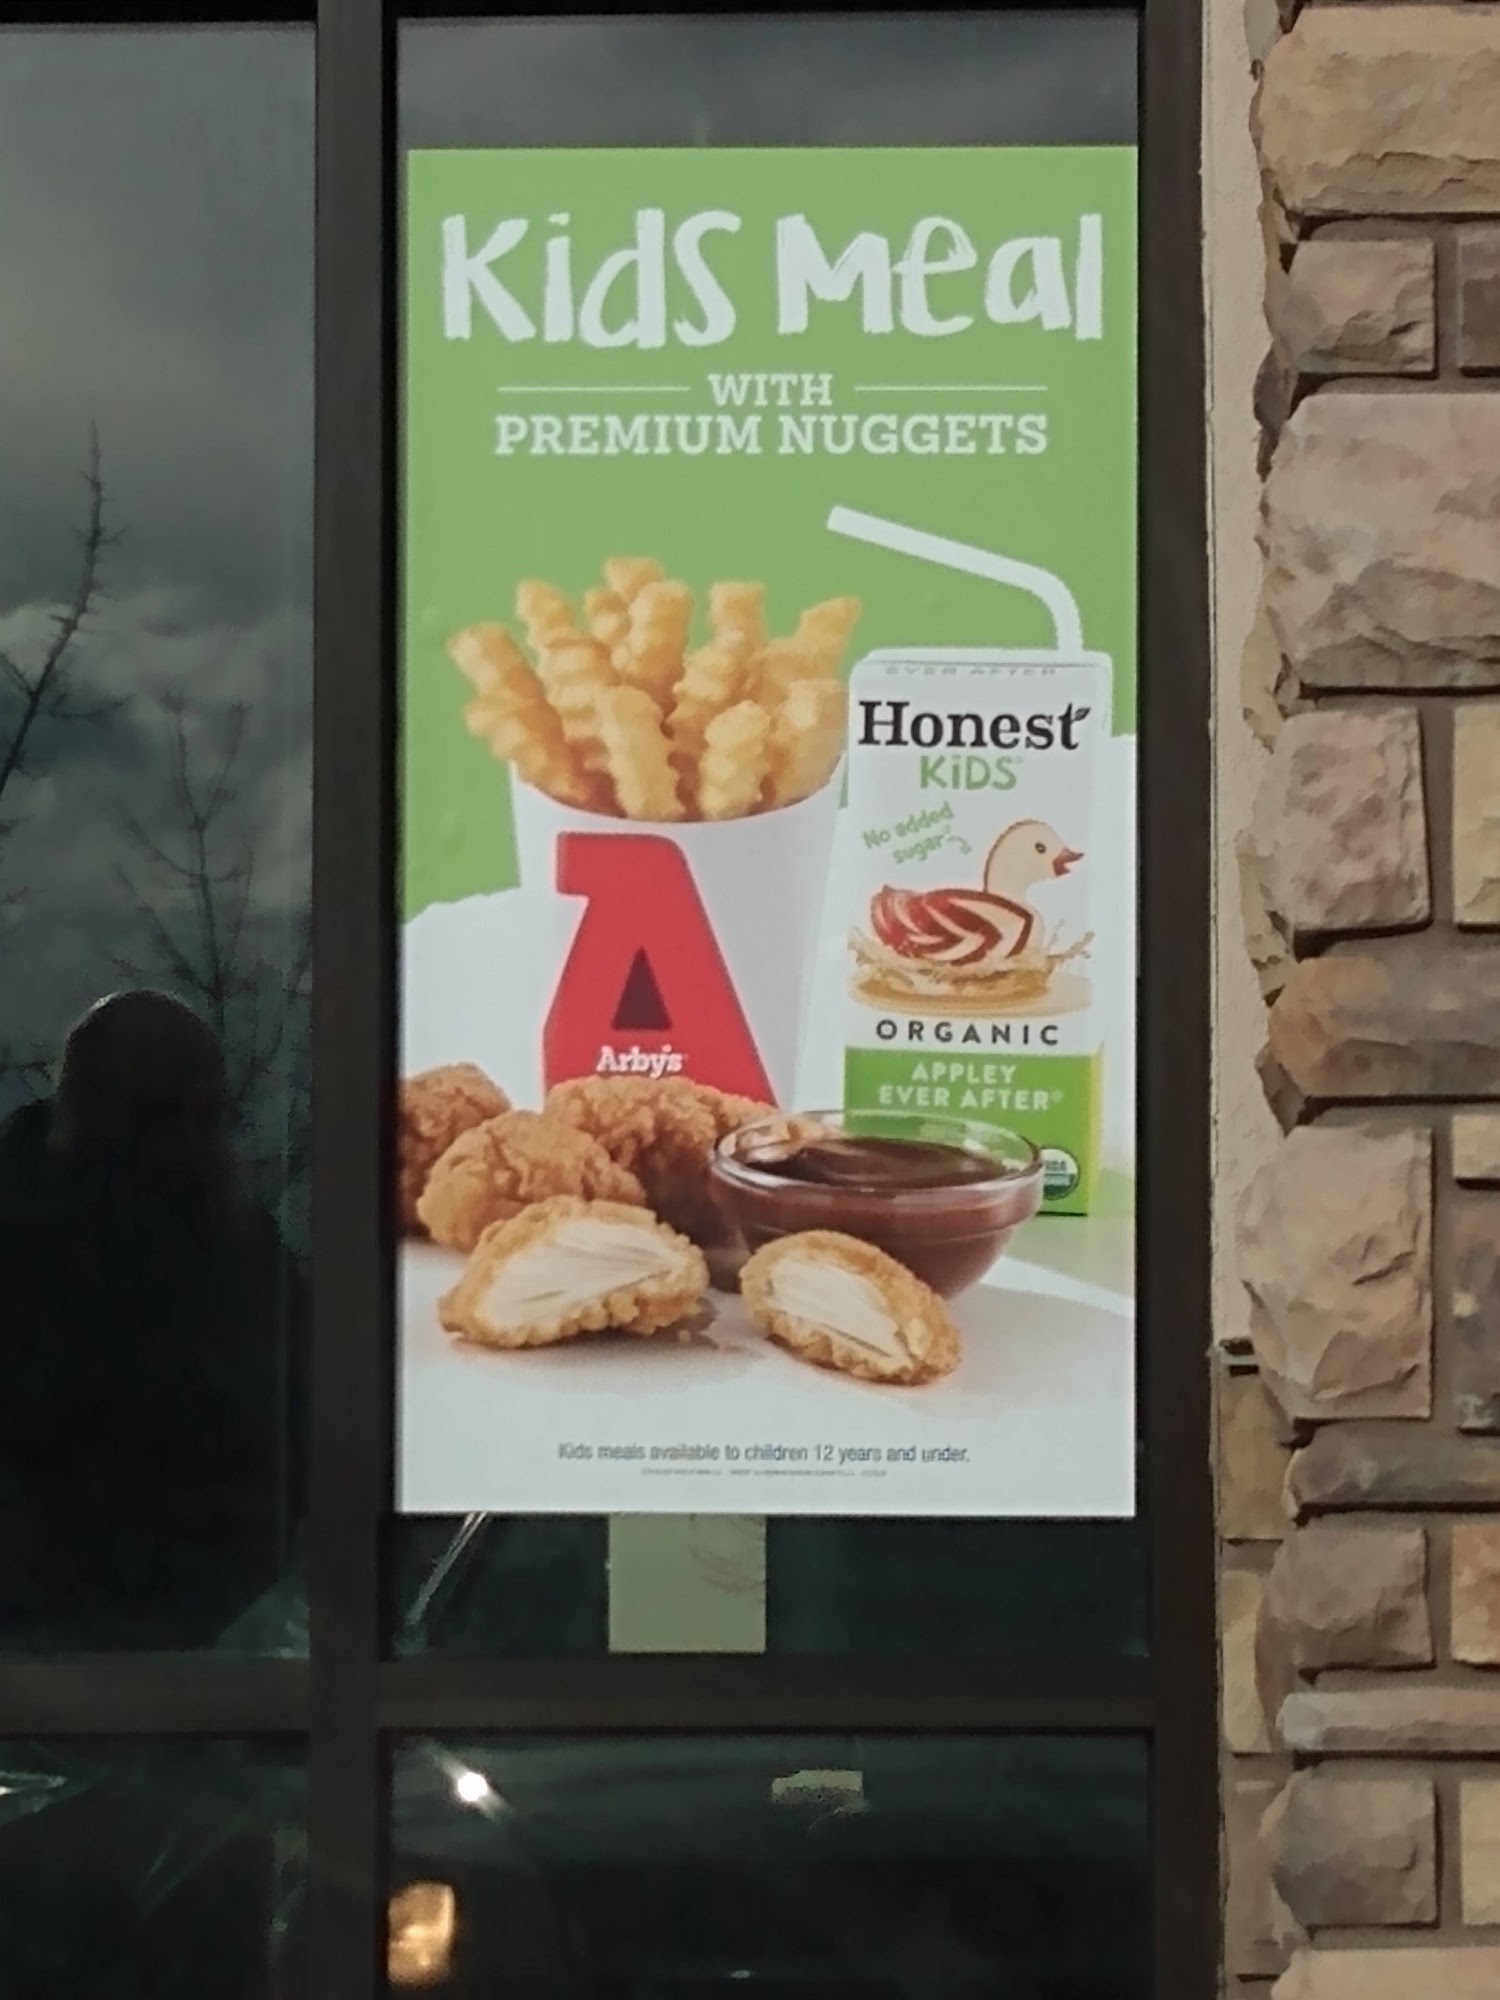 Kids Meal
WITH
PREMIUM NUGGETS
EVER AFTER
Honest
KiDS
No added
sugar
ORGANIC
APPLEY
EVER AFTER®
Arby's
USDA
Kids meals available to children 12 years and under.